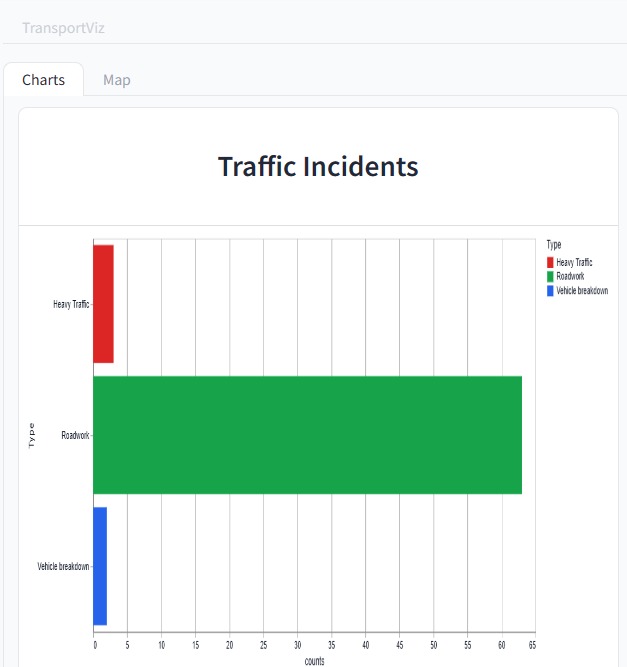 TransportViz
Charts Map
Traffic Incidents
Type
Heavy Traffic
Roadwork
Vehicle breakdown
Heavy Traffic
Roadwork
Vehicle breakdown
Type
0 5 10 15 20 25 30 35 40 45 50 55 60 65
counts